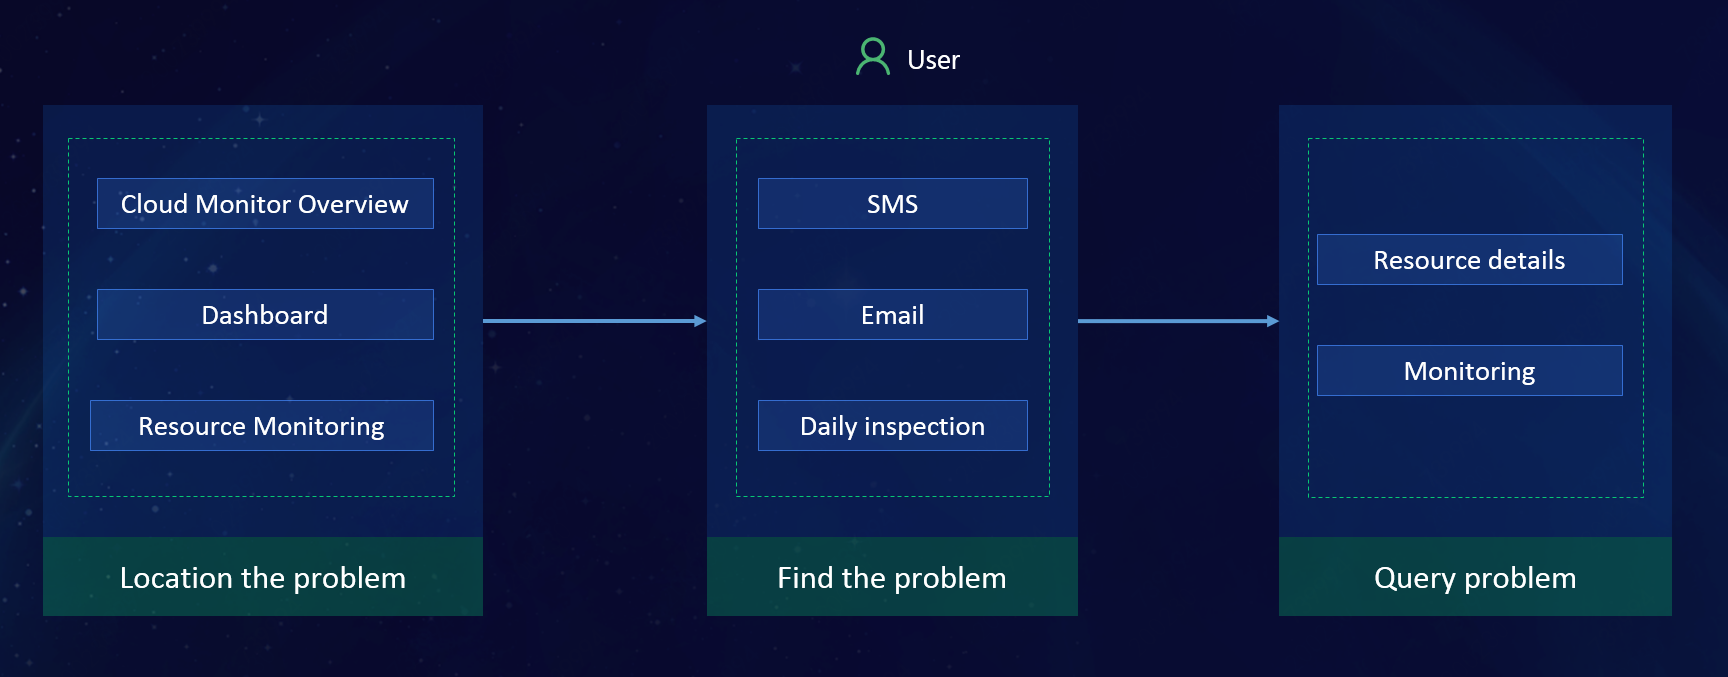 User
Cloud Monitor Overview
Dashboard
Resource Monitoring
Location the problem
SMS
Email
Daily inspection
Find the problem
Resource details
Monitoring
Query problem